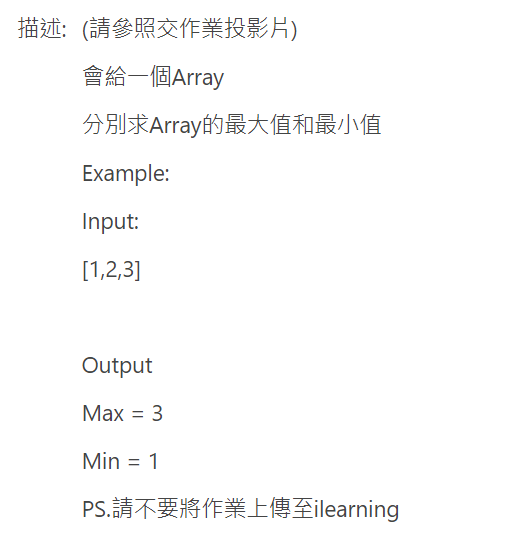 描述: (請參照交作業投影片)
會給一個Array
分別求Array的最大值和最小值
Example:
Input:
[1,2,3]
Output
Max = 3
Min = 1
PS.請不要將作業上傳至ilearning